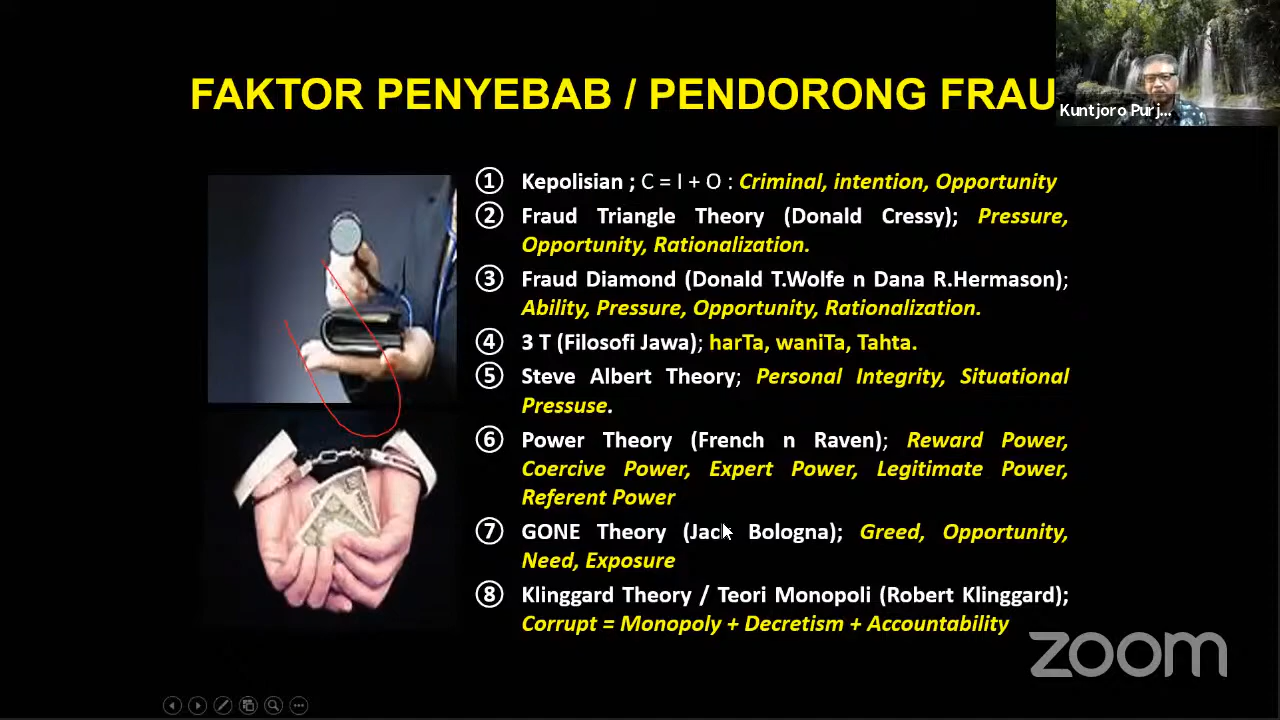 FAKTOR PENYEBAB / PENDORONG FRAU
Kuntjoro Purj...
① Kepolisian ; C = I + O : Criminal, intention, Opportunity
② Fraud Triangle Theory (Donald Cressy); Pressure,
Opportunity, Rationalization.
③ Fraud Diamond (Donald T.Wolfe n Dana R.Hermason);
Ability, Pressure, Opportunity, Rationalization.
④ 3 T (Filosofi Jawa); harTa, waniTa, Tahta.
⑤ Steve Albert Theory; Personal Integrity, Situational
Pressuse.
⑥ Power Theory (French n Raven); Reward Power,
Coercive Power, Expert Power, Legitimate Power,
Referent Power
⑦ GONE Theory (Jack Bologna); Greed, Opportunity,
Need, Exposure
⑧ Klinggard Theory / Teori Monopoli (Robert Klinggard);
Corrupt = Monopoly + Decretism + Accountability
zoom